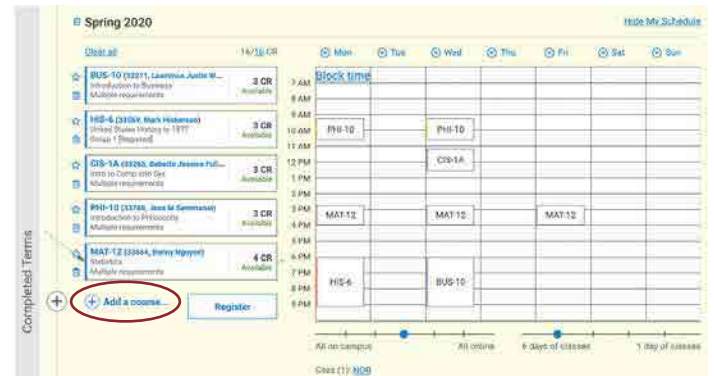 Spring 2020
Hide My Schedule
Clear all
16/16 CR
Mon
Tue
Wed
Thu
Fri
Sat
Sun
BUS-10 (33211, Lawrence Justin W...
Introduction to Business
Multiple requirements
3 CR
Available
HIS-6
United States History to 1877
Group 1 [Required]
3 CR
Available
CIS-1A
Intro to Comp Info Sys
Multiple requirements
3 CR
Available
PHI-10
Introduction to Philosophy
Multiple requirements
3 CR
Available
MAT-12
Statistics
Multiple requirements
4 CR
Available
Add a course...
Register
Completed Terms
Block time
7 AM
8 AM
9 AM
10 AM
11 AM
12 PM
1 PM
2 PM
3 PM
4 PM
5 PM
6 PM
7 PM
8 PM
9 PM
PHI-10
PHI-10
CIS-1A
MAT-12
MAT-12
MAT-12
HIS-6
BUS-10
All on campus
All online
6 days of classes
1 day of classes
NOR